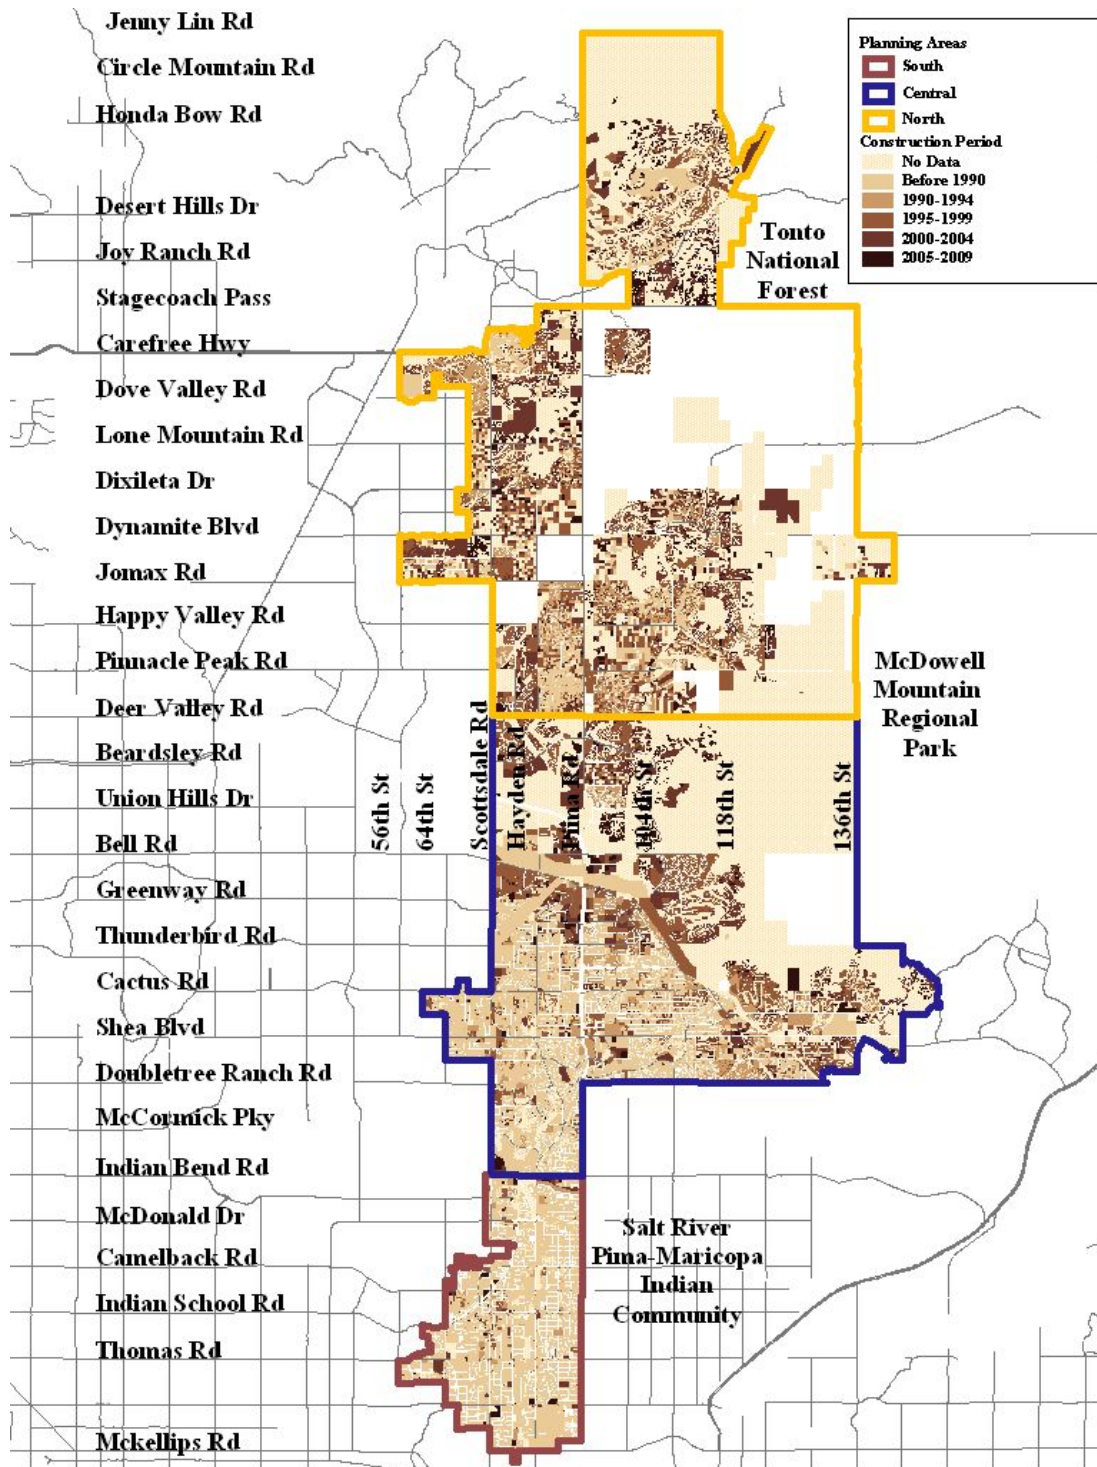 Jenny Lin Rd
Circle Mountain Rd
Honda Bow Rd
Desert Hills Dr
Joy Ranch Rd
Stagecoach Pass
Carefree Hwy
Dove Valley Rd
Lone Mountain Rd
Dixileta Dr
Dynamite Blvd
Jomax Rd
Happy Valley Rd
Pinnacle Peak Rd
Deer Valley Rd
Beardsley Rd
Union Hills Dr
Bell Rd
Greenway Rd
Thunderbird Rd
Cactus Rd
Shea Blvd
Doubletree Ranch Rd
McCormick Pky
Indian Bend Rd
McDonald Dr
Camelback Rd
Indian School Rd
Thomas Rd
Mckellips Rd
56th St
64th St
Scottsdale Rd
Hayden Rd
Pima Rd
104th St
118th St
136th St
Planning Areas
South
Central
North
Construction Period
No Data
Before 1990
1990-1994
1995-1999
2000-2004
2005-2009
Tonto
National
Forest
McDowell
Mountain
Regional
Park
Salt River
Pima-Maricopa
Indian
Community